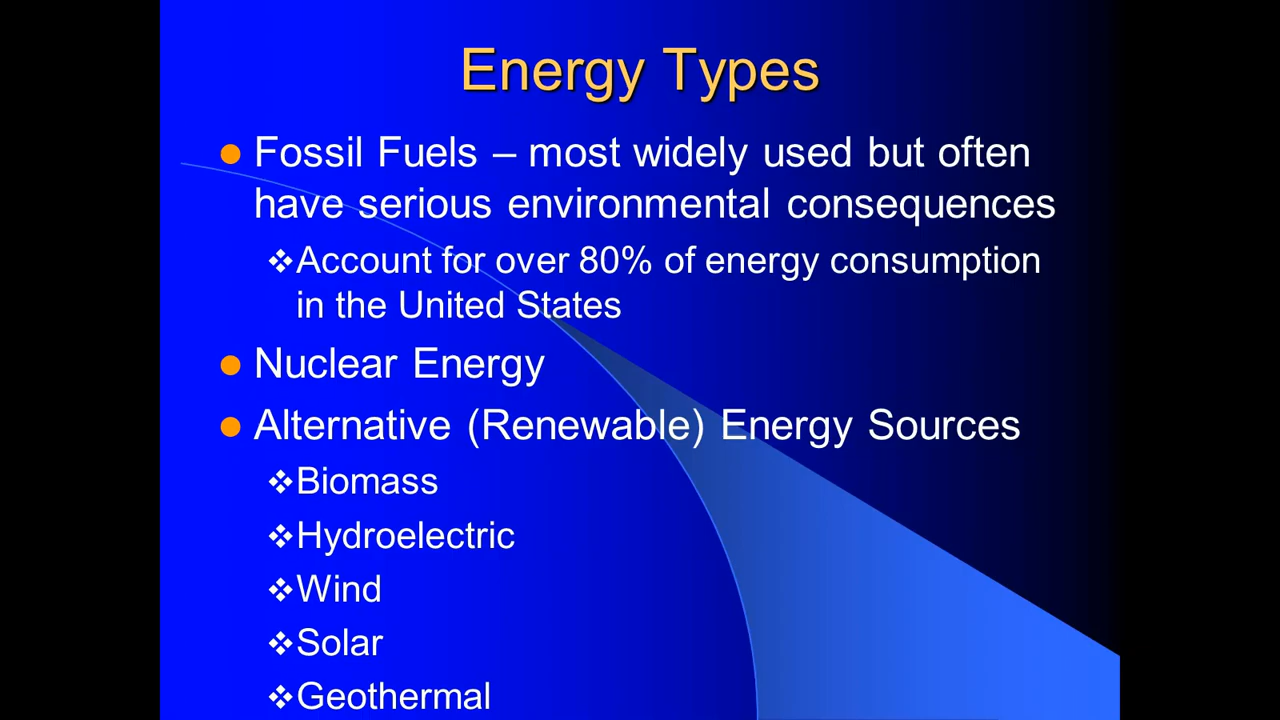 Energy Types
Fossil Fuels – most widely used but often
have serious environmental consequences
Account for over 80% of energy consumption
in the United States
Nuclear Energy
Alternative (Renewable) Energy Sources
Biomass
Hydroelectric
Wind
Solar
Geothermal